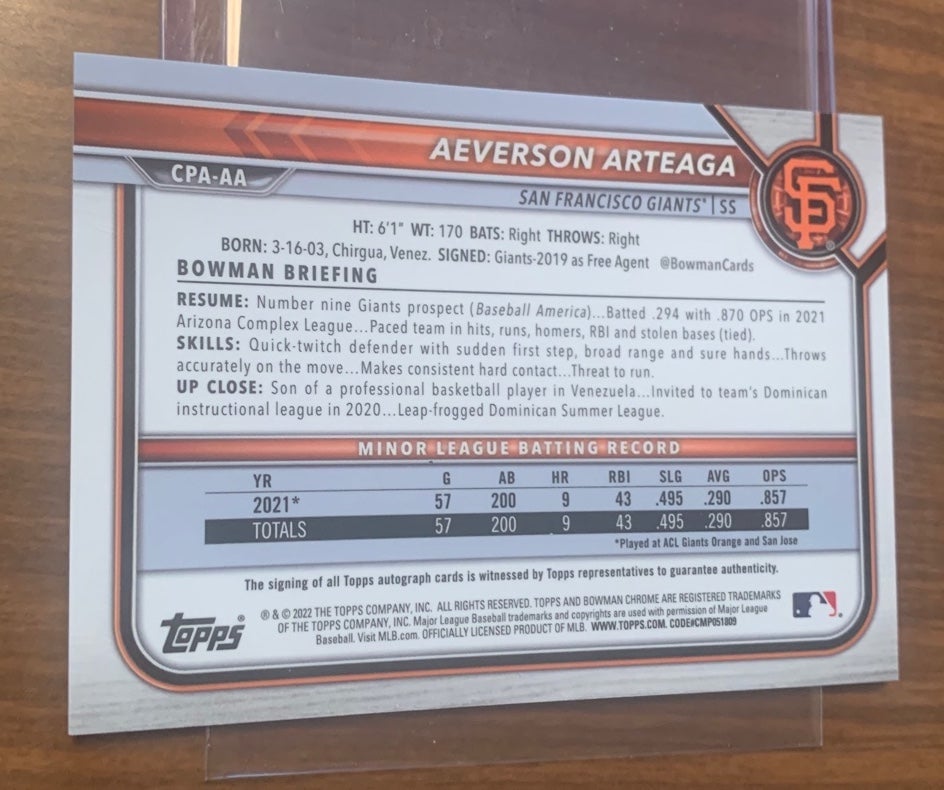 AEVERSON ARTEAGA
CPA-AA
SAN FRANCISCO GIANTS® | SS
SF®
HT: 6'1" WT: 170 BATS: Right THROWS: Right
BORN: 3-16-03, Chirgua, Venez. SIGNED: Giants-2019 as Free Agent @BowmanCards
BOWMAN BRIEFING
RESUME: Number nine Giants prospect (Baseball America)...Batted .294 with .870 OPS in 2021
Arizona Complex League...Paced team in hits, runs, homers, RBI and stolen bases (tied).
SKILLS: Quick-twitch defender with sudden first step, broad range and sure hands...Throws
accurately on the move...Makes consistent hard contact...Threat to run.
UP CLOSE: Son of a professional basketball player in Venezuela...Invited to team's Dominican
instructional league in 2020...Leap-frogged Dominican Summer League.
MINOR LEAGUE BATTING RECORD
YR G AB HR RBI SLG AVG OPS
2021* 57 200 9 43 .495 .290 .857
TOTALS 57 200 9 43 .495 .290 .857
*Played at ACL Giants Orange and San Jose
The signing of all Topps autograph cards is witnessed by Topps representatives to guarantee authenticity.
TOPPS®
® & © 2022 THE TOPPS COMPANY, INC. ALL RIGHTS RESERVED. TOPPS AND BOWMAN CHROME ARE REGISTERED TRADEMARKS
OF THE TOPPS COMPANY, INC. Major League Baseball trademarks and copyrights are used with permission of Major League
Baseball. Visit MLB.com. OFFICIALLY LICENSED PRODUCT OF MLB. WWW.TOPPS.COM. CODE#CMP051809